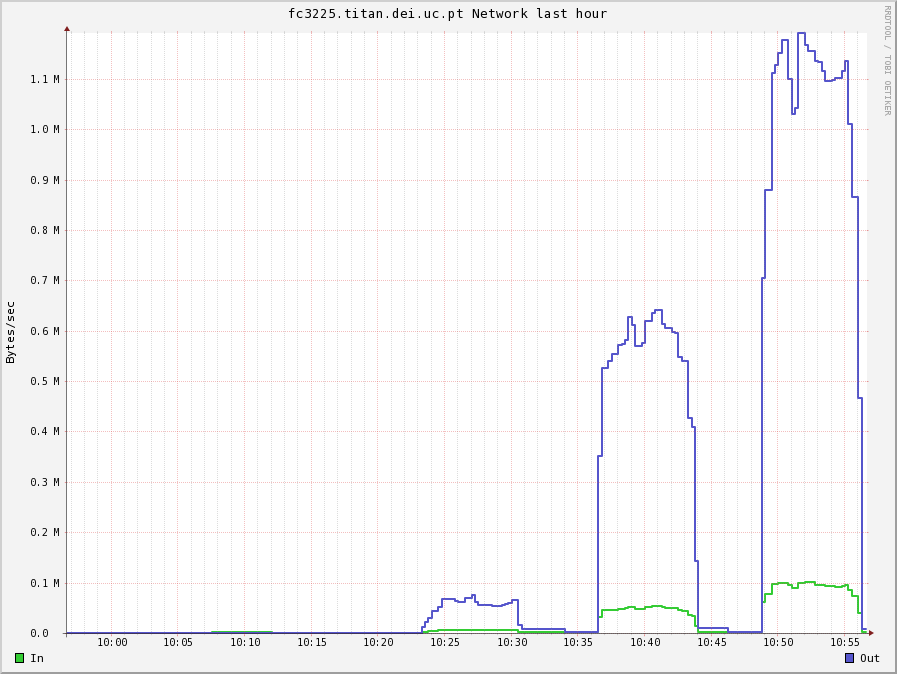 fc3225.titan.dei.uc.pt Network last hour
RRDTOOL / TOBI OETIKER
Bytes/sec
1.1 M
1.0 M
0.9 M
0.8 M
0.7 M
0.6 M
0.5 M
0.4 M
0.3 M
0.2 M
0.1 M
0.0
10:00 10:05 10:10 10:15 10:20 10:25 10:30 10:35 10:40 10:45 10:50 10:55
In Out